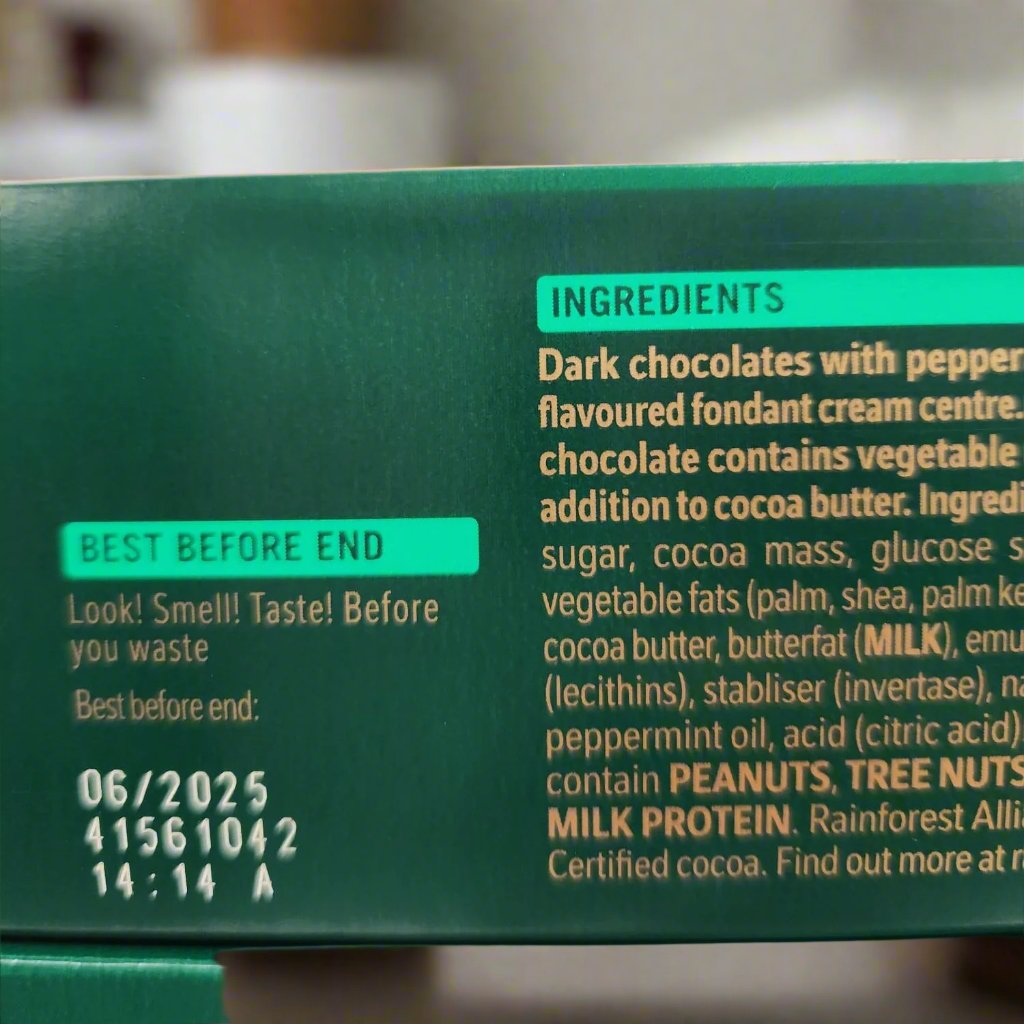 INGREDIENTS
Dark chocolates with pepper
flavoured fondant cream centre.
chocolate contains vegetable
addition to cocoa butter. Ingredi
sugar, cocoa mass, glucose s
vegetable fats (palm, shea, palm ke
cocoa butter, butterfat (MILK), emu
(lecithins), stabliser (invertase), na
peppermint oil, acid (citric acid)
contain PEANUTS, TREE NUTS
MILK PROTEIN. Rainforest Allia
Certified cocoa. Find out more at r
BEST BEFORE END
Look! Smell! Taste! Before
you waste
Best before end:
06/2025
41561042
14:14 A